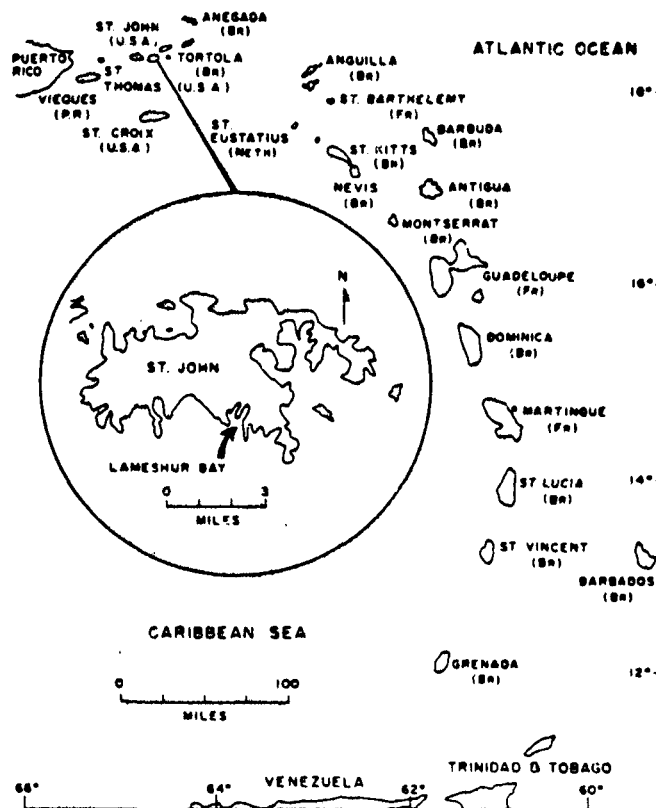 ANEGADA
(BR)
ST. JOHN
(U.S.A.)
PUERTO
RICO
ST
THOMAS
(U.S.A)
TORTOLA
(BR)
VIEQUES
(P.R)
ST. CROIX
(U.S.A)
ANGUILLA
(BR)
ATLANTIC OCEAN
18°
ST. BARTHELEMY
(FR)
ST.
EUSTATIUS
(NETH)
BARBUDA
(BR)
ST. KITTS
(BR)
NEVIS
(BR)
ANTIGUA
(BR)
MONTSERRAT
(BR)
N
GUADELOUPE
(FR)
16°
DOMINICA
(BR)
ST. JOHN
MARTINQUE
(FR)
LAMESHUR BAY
0 3
MILES
ST LUCIA
(BR)
14°
ST VINCENT
(BR)
BARBADOS
(BR)
CARIBBEAN SEA
GRENADA
(BR)
12°
0 100
MILES
TRINIDAD & TOBAGO
VENEZUELA
66° 64° 62° 60°